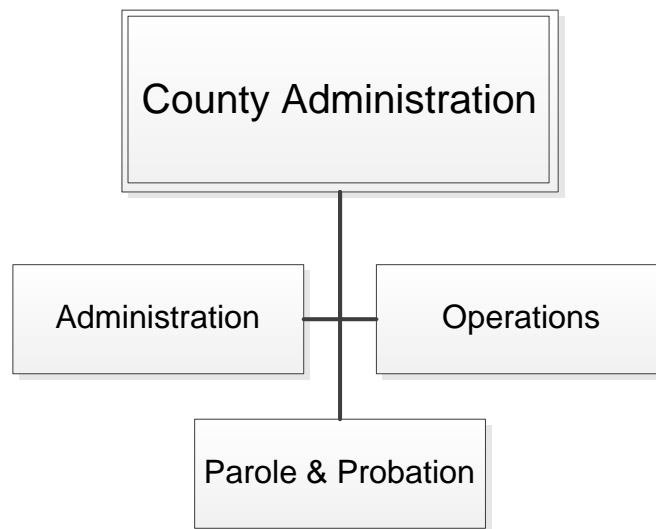 County Administration
Administration
Operations
Parole & Probation